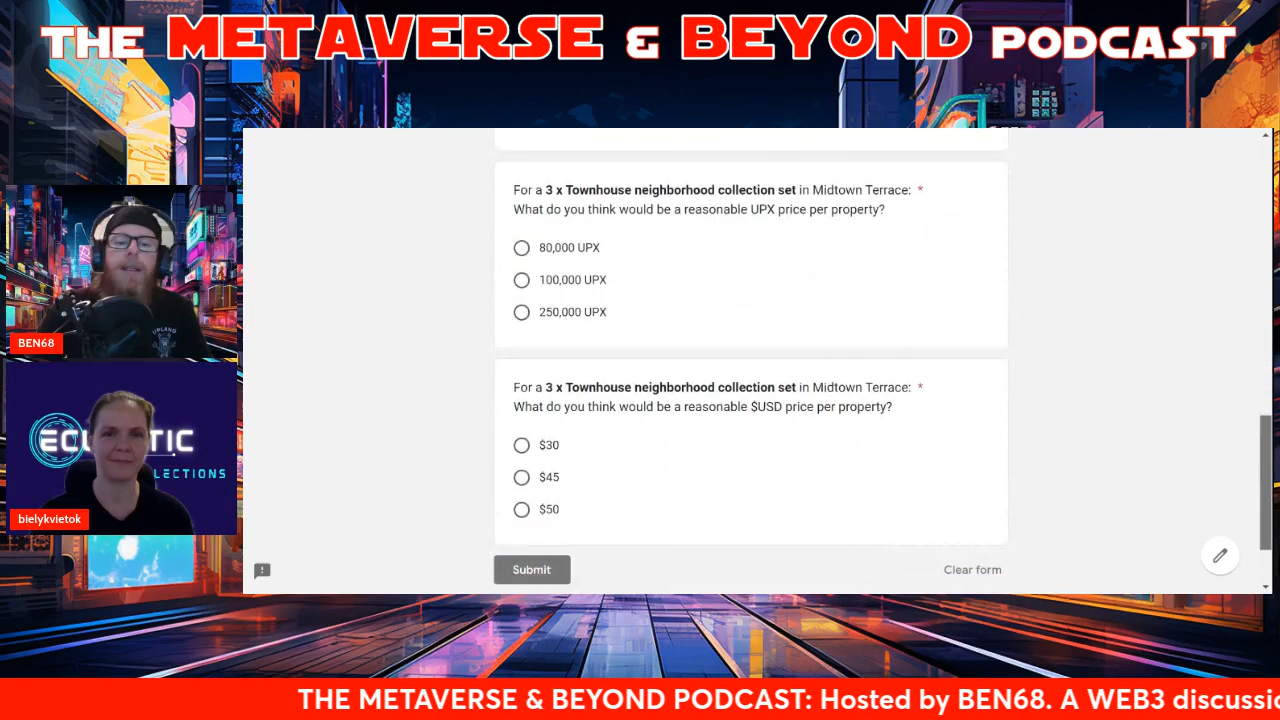 THE METAVERSE & BEYOND PODCAST
For a 3 x Townhouse neighborhood collection set in Midtown Terrace: *
What do you think would be a reasonable UPX price per property?
80,000 UPX
100,000 UPX
250,000 UPX
For a 3 x Townhouse neighborhood collection set in Midtown Terrace: *
What do you think would be a reasonable $USD price per property?
$30
$45
$50
Submit
Clear form
UPLAND
BEN68
TIC
LECTIONS
bielykvietok
THE METAVERSE & BEYOND PODCAST: Hosted by BEN68. A WEB3 discussi